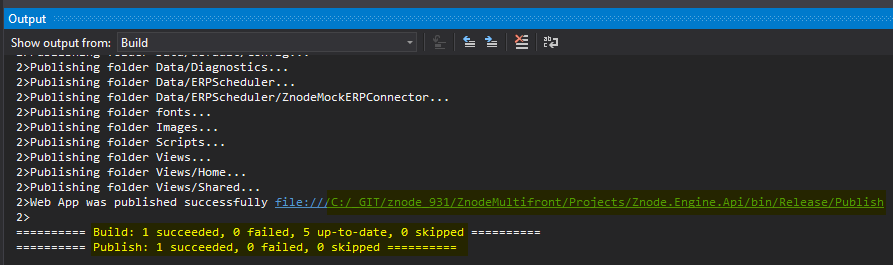 Output
Show output from: Build
2>Publishing folder Data/Diagnostics...
2>Publishing folder Data/ERPScheduler...
2>Publishing folder Data/ERPScheduler/ZnodeMockERPConnector...
2>Publishing folder fonts...
2>Publishing folder Images...
2>Publishing folder Scripts...
2>Publishing folder Views...
2>Publishing folder Views/Home...
2>Publishing folder Views/Shared...
2>Web App was published successfully file:///C:/ GIT/znode 931/ZnodeMultifront/Projects/Znode.Engine.Api/bin/Release/Publish
2>
========== Build: 1 succeeded, 0 failed, 5 up-to-date, 0 skipped ==========
========== Publish: 1 succeeded, 0 failed, 0 skipped ==========